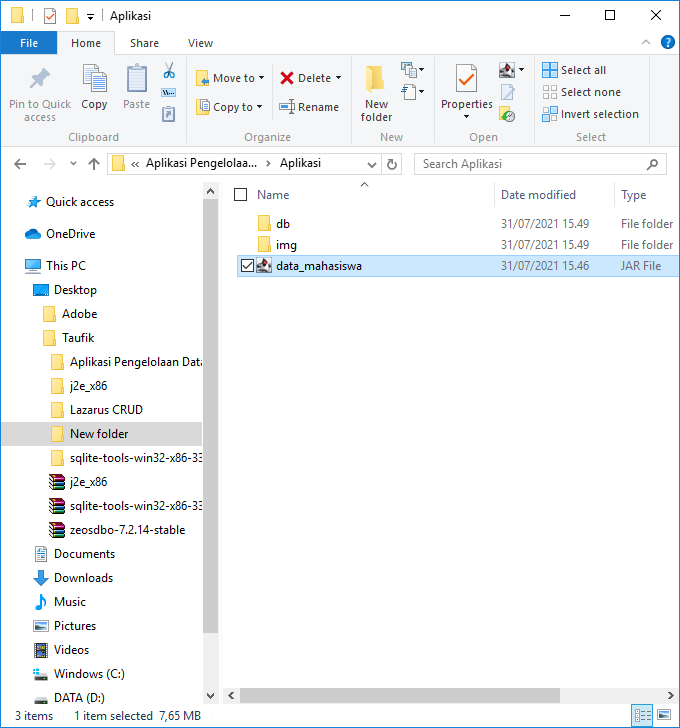 Aplikasi
File Home Share View
Pin to Quick access
Copy
Paste
Move to
Copy to
Delete
Rename
New folder
Properties
Select all
Select none
Invert selection
Clipboard Organize New Open Select
« Aplikasi Pengelolaa... > Aplikasi
Search Aplikasi
Name Date modified Type
db 31/07/2021 15.49 File folder
img 31/07/2021 15.49 File folder
data_mahasiswa 31/07/2021 15.46 JAR File
Quick access
OneDrive
This PC
Desktop
Adobe
Taufik
Aplikasi Pengelolaan Data
j2e_x86
Lazarus CRUD
New folder
sqlite-tools-win32-x86-33
j2e_x86
sqlite-tools-win32-x86-33
zeosdbo-7.2.14-stable
Documents
Downloads
Music
Pictures
Videos
Windows (C:)
DATA (D:)
3 items 1 item selected 7,65 MB